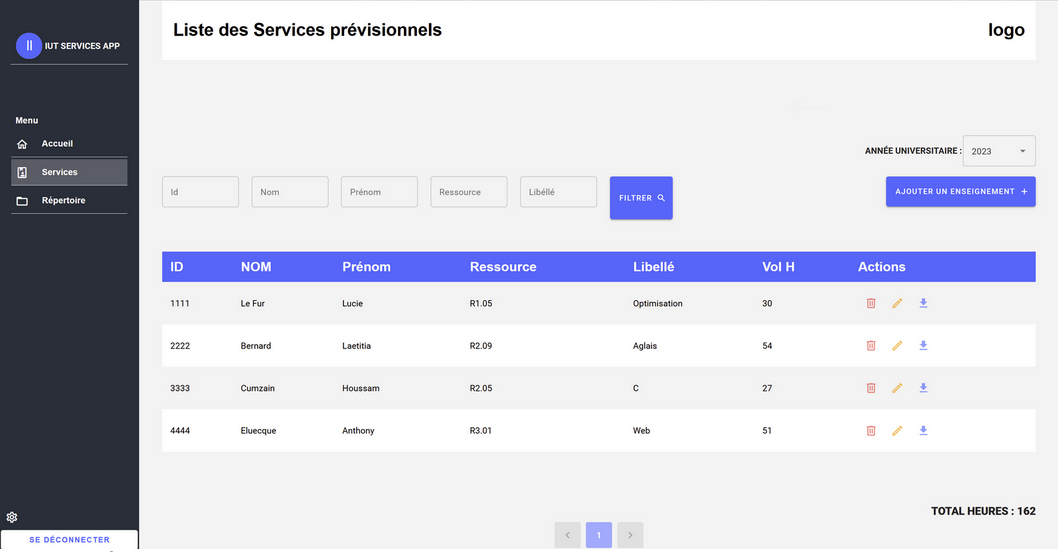 IUT SERVICES APP
Menu
Accueil
Services
Répertoire
SE DÉCONNECTER
Liste des Services prévisionnels
logo
ANNÉE UNIVERSITAIRE : 2023
Id Nom Prénom Ressource Libéllé FILTRER AJOUTER UN ENSEIGNEMENT +
ID NOM Prénom Ressource Libellé Vol H Actions
1111 Le Fur Lucie R1.05 Optimisation 30
2222 Bernard Laetitia R2.09 Aglais 54
3333 Cumzain Houssam R2.05 C 27
4444 Eluecque Anthony R3.01 Web 51
TOTAL HEURES : 162
< 1 >